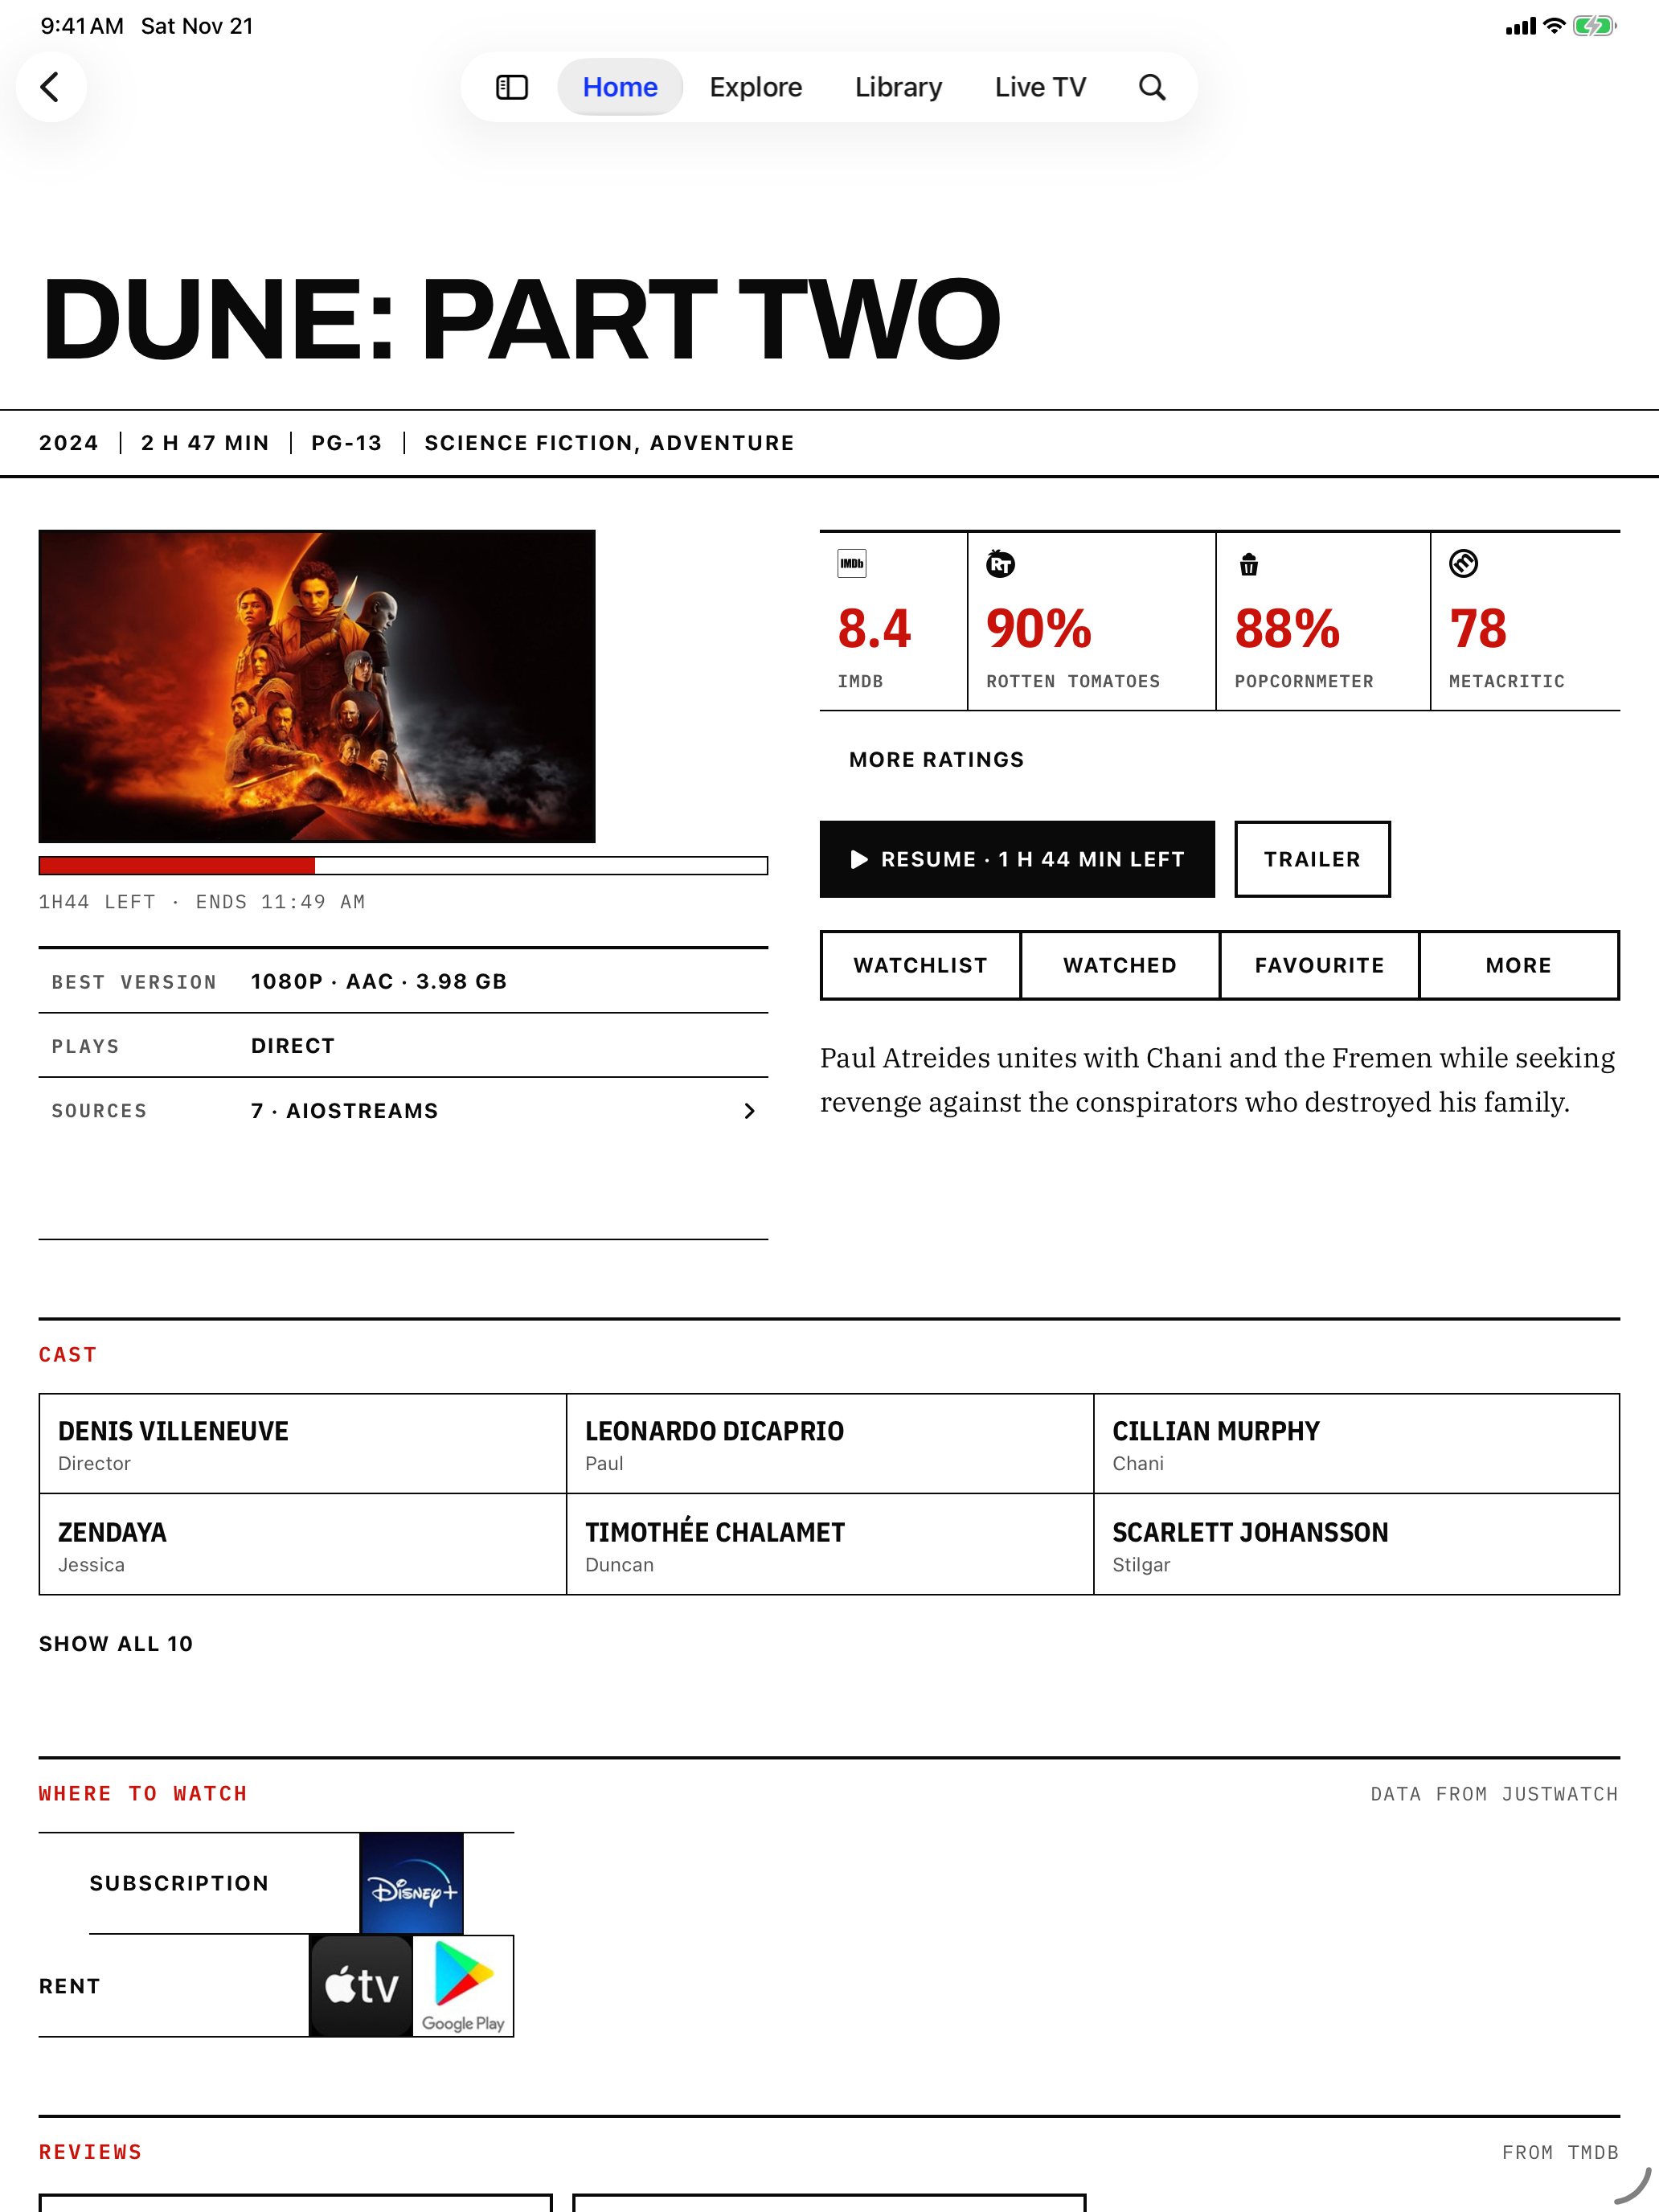 9:41 AM Sat Nov 21
Home Explore Library Live TV
DUNE: PART TWO
2024 | 2 H 47 MIN | PG-13 | SCIENCE FICTION, ADVENTURE
IMDb RT m
8.4 90% 88% 78
IMDB ROTTEN TOMATOES POPCORNMETER METACRITIC
MORE RATINGS
RESUME · 1 H 44 MIN LEFT TRAILER
1H44 LEFT · ENDS 11:49 AM
WATCHLIST WATCHED FAVOURITE MORE
BEST VERSION 1080P · AAC · 3.98 GB
PLAYS DIRECT
SOURCES 7 · AIOSTREAMS
Paul Atreides unites with Chani and the Fremen while seeking
revenge against the conspirators who destroyed his family.
CAST
DENIS VILLENEUVE
Director
LEONARDO DICAPRIO
Paul
CILLIAN MURPHY
Chani
ZENDAYA
Jessica
TIMOTHÉE CHALAMET
Duncan
SCARLETT JOHANSSON
Stilgar
SHOW ALL 10
WHERE TO WATCH DATA FROM JUSTWATCH
SUBSCRIPTION Disney+
RENT tv Google Play
REVIEWS FROM TMDB